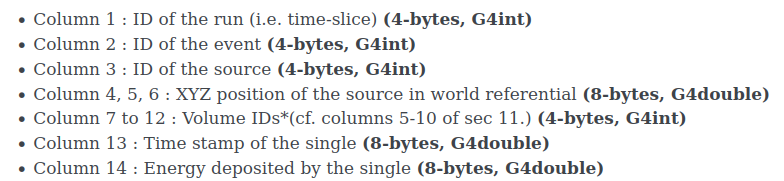 • Column 1 : ID of the run (i.e. time-slice) (4-bytes, G4int)
• Column 2 : ID of the event (4-bytes, G4int)
• Column 3 : ID of the source (4-bytes, G4int)
• Column 4, 5, 6 : XYZ position of the source in world referential (8-bytes, G4double)
• Column 7 to 12 : Volume IDs*(cf. columns 5-10 of sec 11.) (4-bytes, G4int)
• Column 13 : Time stamp of the single (8-bytes, G4double)
• Column 14 : Energy deposited by the single (8-bytes, G4double)